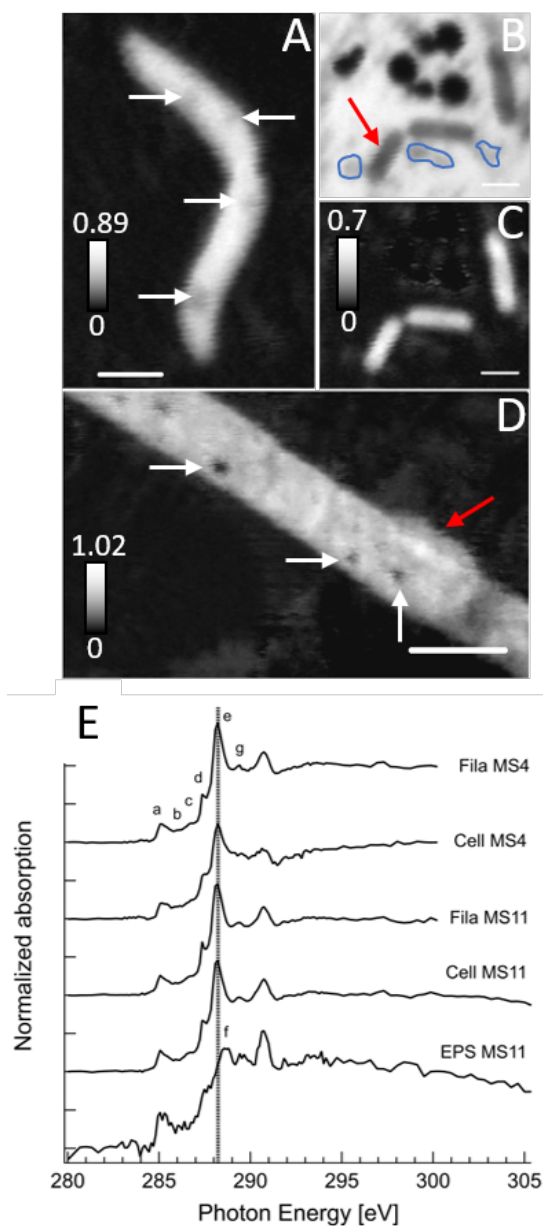 A
B
0.89
0
0.7
C
0
D
1.02
0
E
e
g
Fila MS4
d
a
b
c
Cell MS4
Fila MS11
Cell MS11
f
EPS MS11
Normalized absorption
280 285 290 295 300 305
Photon Energy [eV]